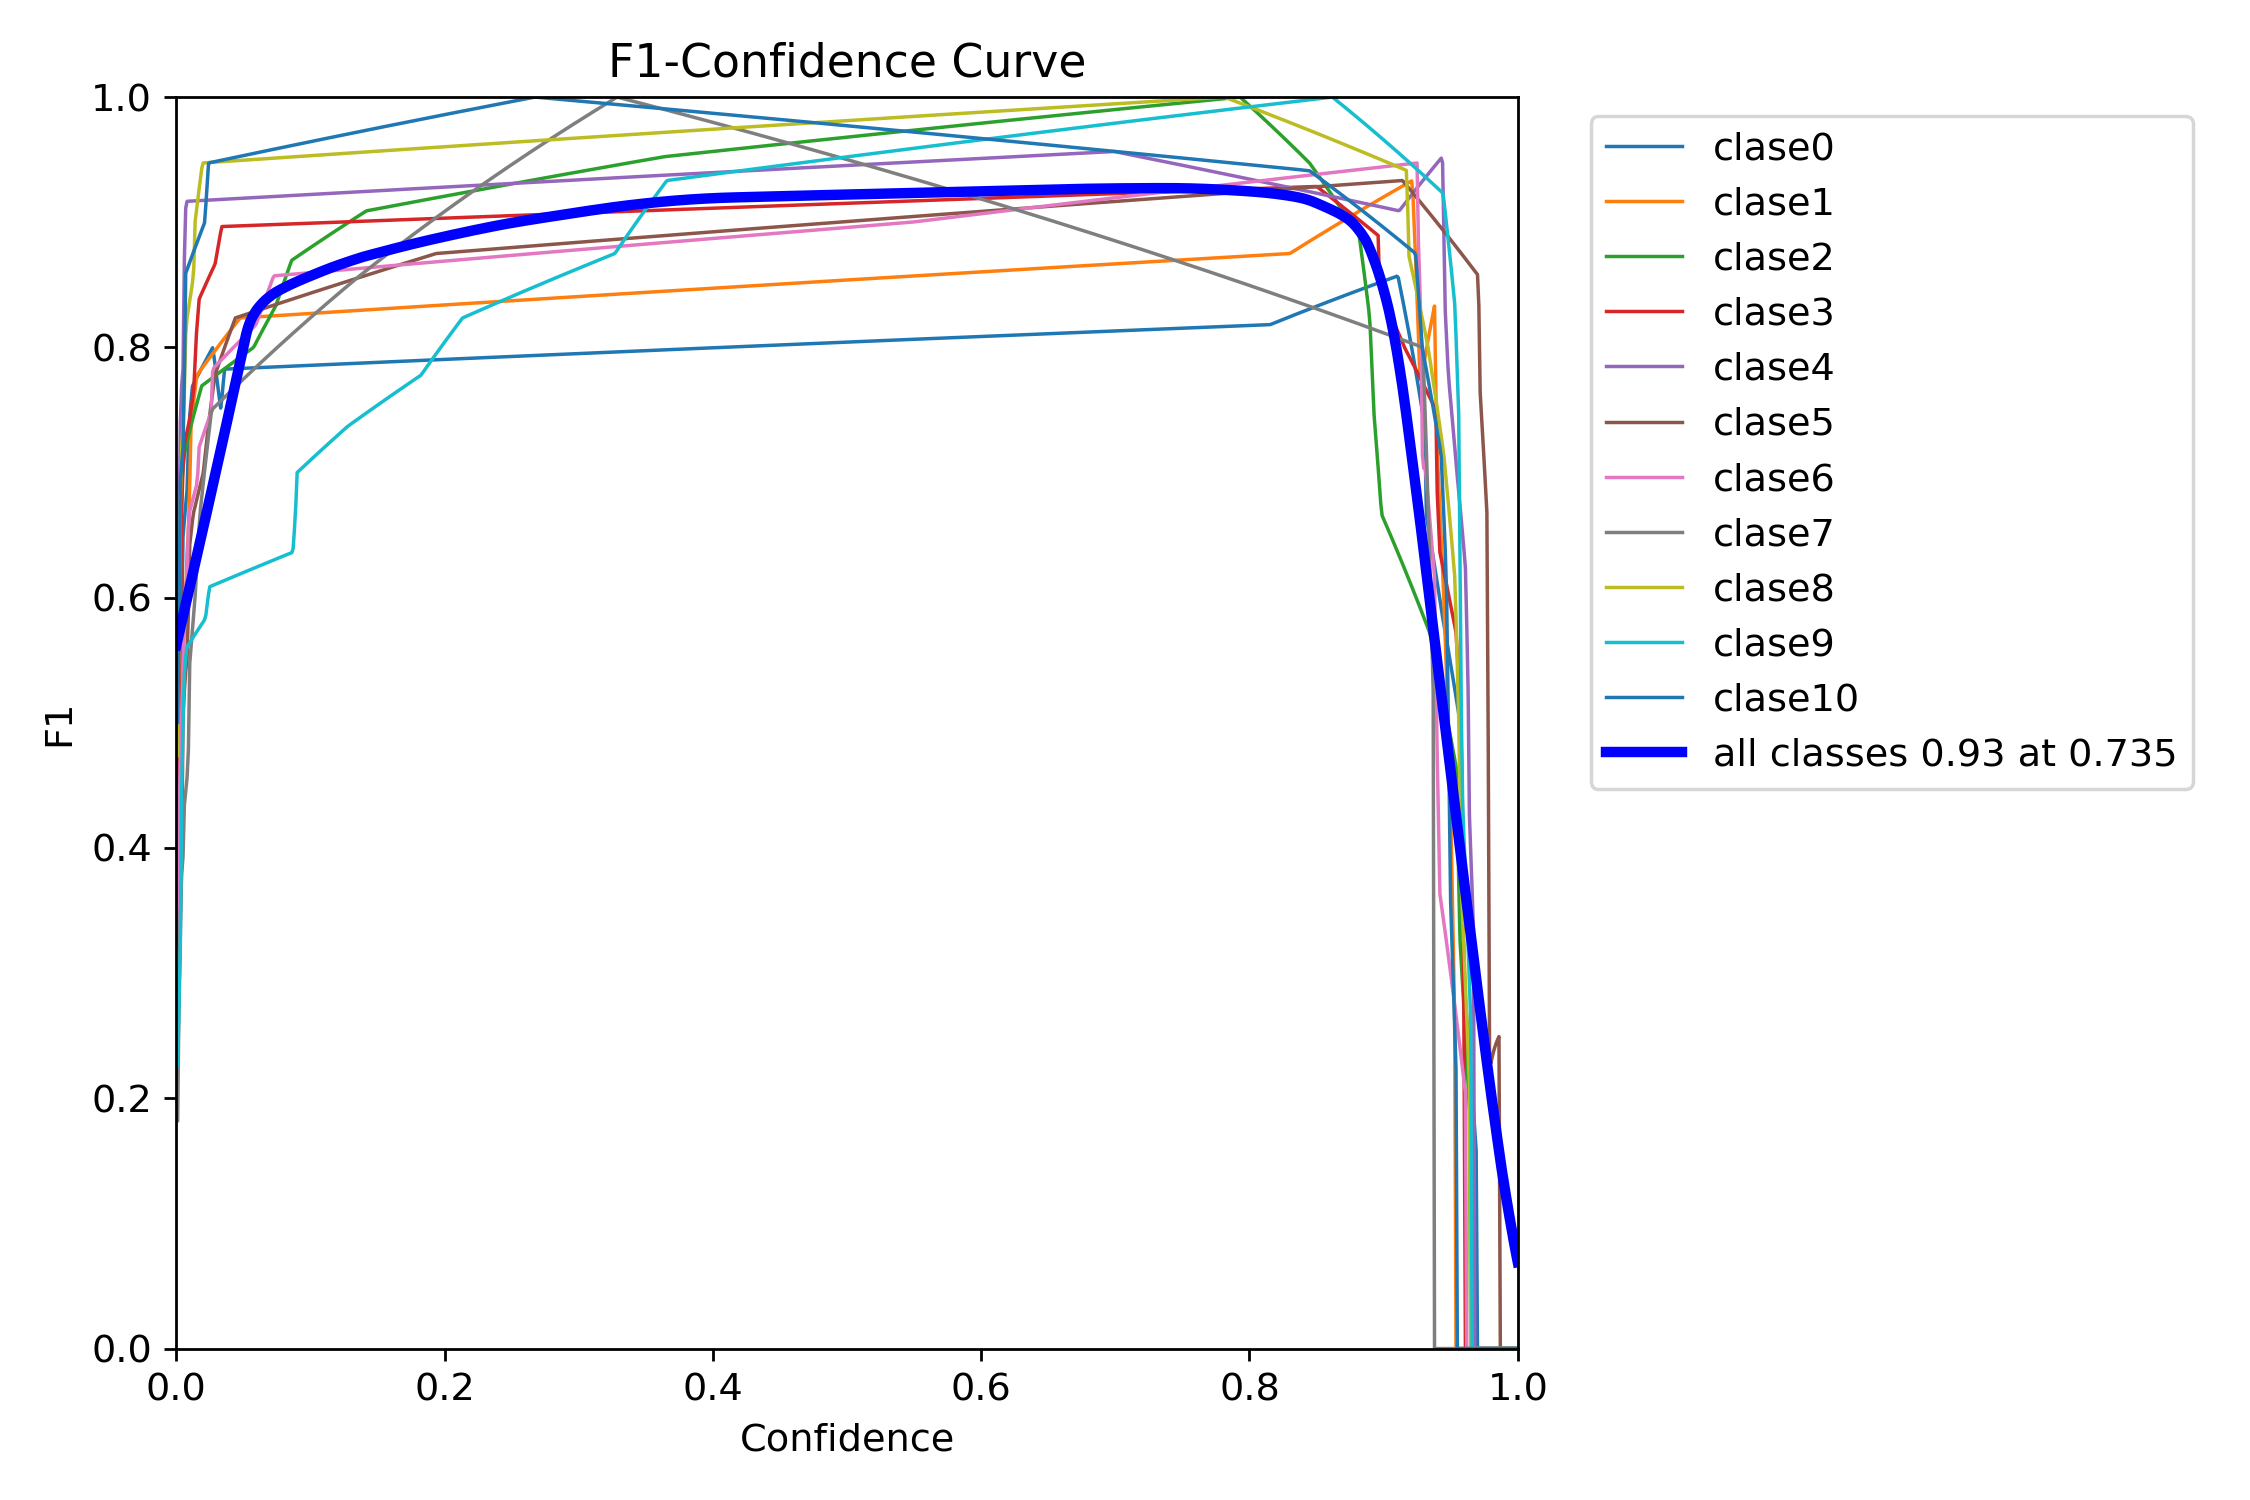 F1-Confidence Curve
1.0
0.8
0.6
0.4
0.2
0.0
F1
0.0 0.2 0.4 0.6 0.8 1.0
Confidence
clase0
clase1
clase2
clase3
clase4
clase5
clase6
clase7
clase8
clase9
clase10
all classes 0.93 at 0.735